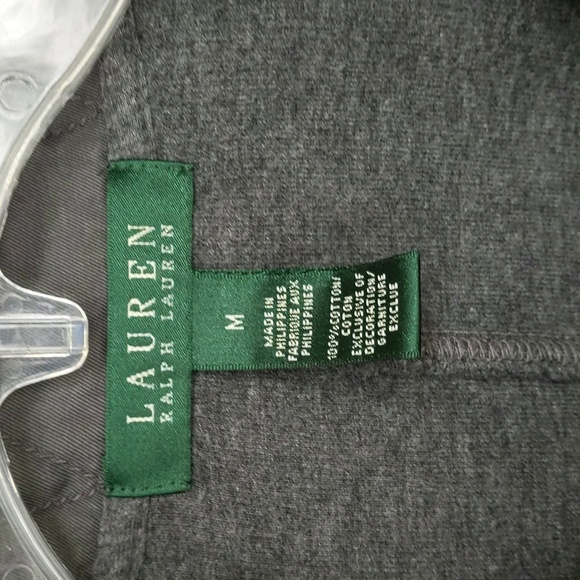 LAUREN
RALPH LAUREN
M
MADE IN
PHILIPPINES
FABRIQUE AUX
PHILIPPINES
100%COTTON/
COTON
EXCLUSIVE OF
DECORATION/
GARNITURE
EXCLUE